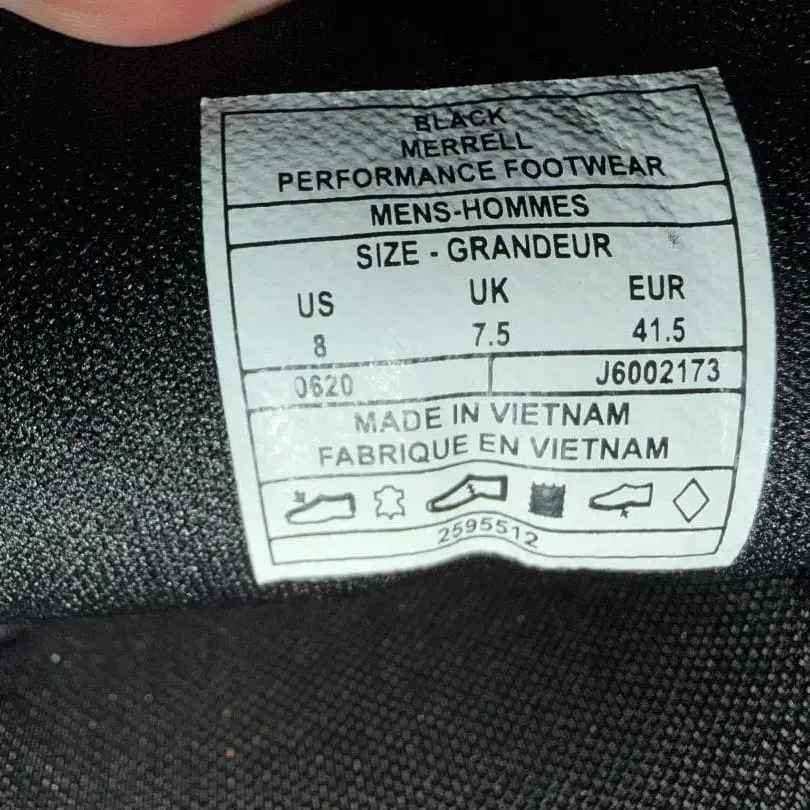 BLACK
MERRELL
PERFORMANCE FOOTWEAR
MENS-HOMMES
SIZE - GRANDEUR
US UK EUR
8 7.5 41.5
0620 J6002173
MADE IN VIETNAM
FABRIQUE EN VIETNAM
2595512